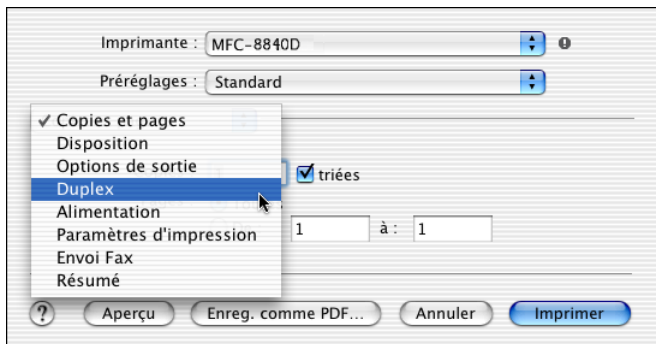 Imprimante : MFC-8840D
Préréglages : Standard
✓ Copies et pages
Disposition
Options de sortie
triées
Duplex
Alimentation
Paramètres d'impression
1 à : 1
Envoi Fax
Résumé
? Aperçu Enreg. comme PDF... Annuler Imprimer